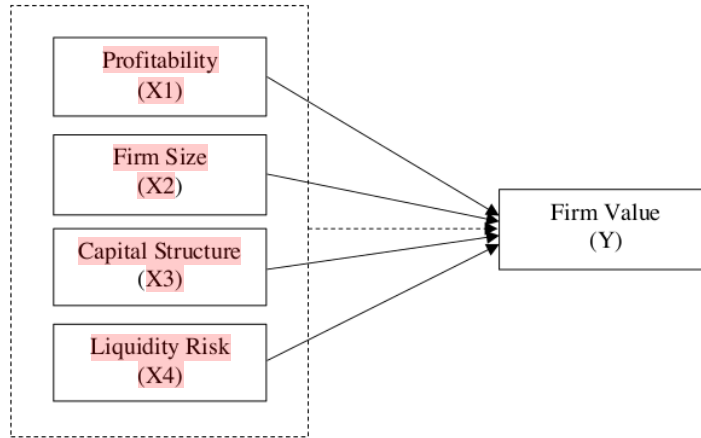 Profitability
(X1)
Firm Size
(X2)
Capital Structure
(X3)
Liquidity Risk
(X4)
Firm Value
(Y)